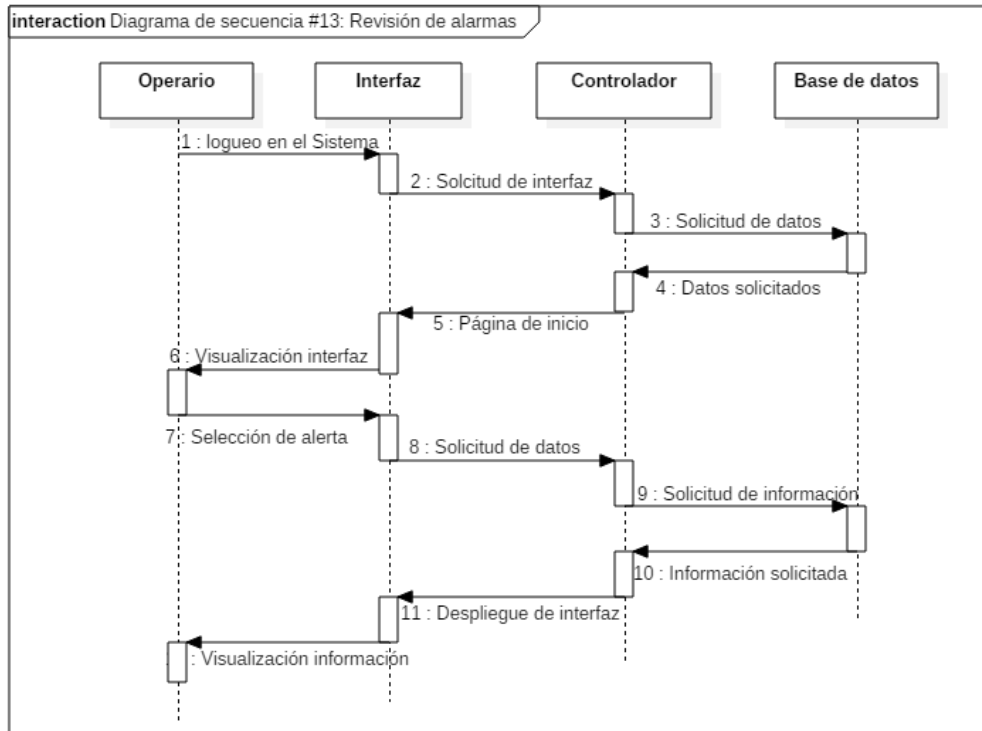 interaction Diagrama de secuencia #13: Revisión de alarmas
Operario
Interfaz
Controlador
Base de datos
1 : logueo en el Sistema
2 : Solcitud de interfaz
3 : Solicitud de datos
4 : Datos solicitados
5 : Página de inicio
6 : Visualización interfaz
7 : Selección de alerta
8 : Solicitud de datos
9 : Solicitud de información
10 : Información solicitada
11 : Despliegue de interfaz
: Visualización información